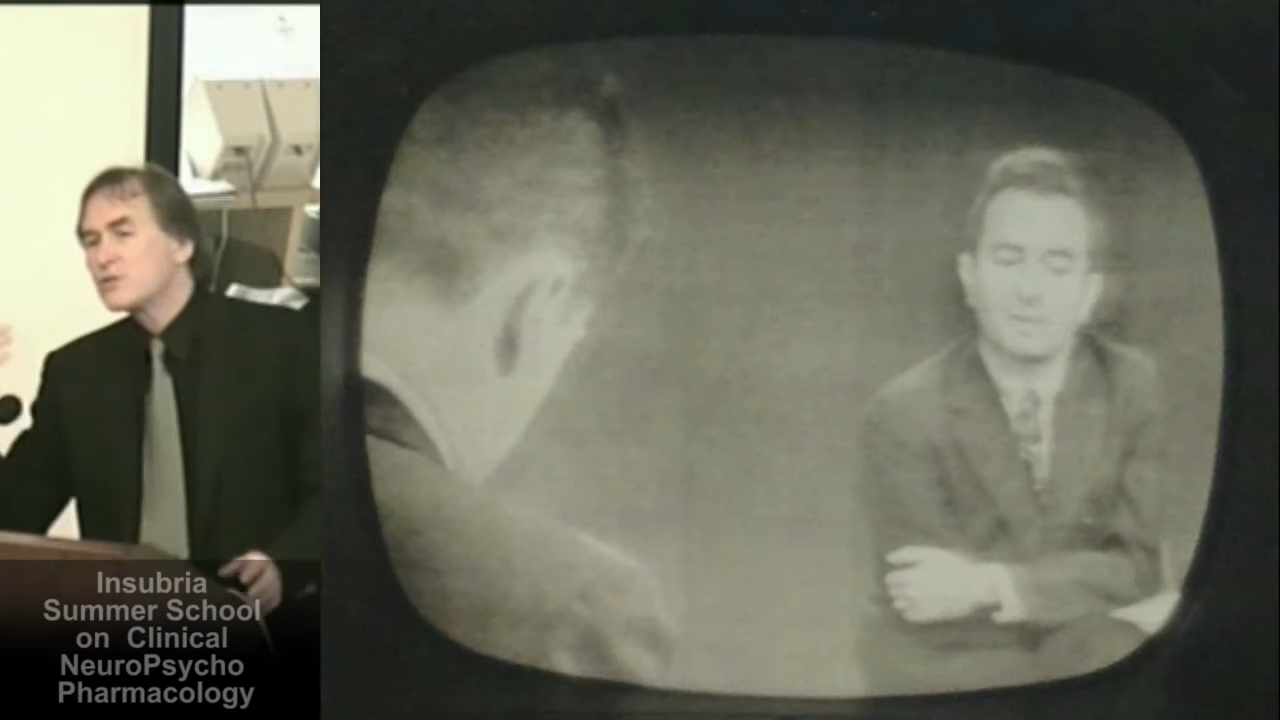 Insubria
Summer School
on Clinical
NeuroPsycho
Pharmacology